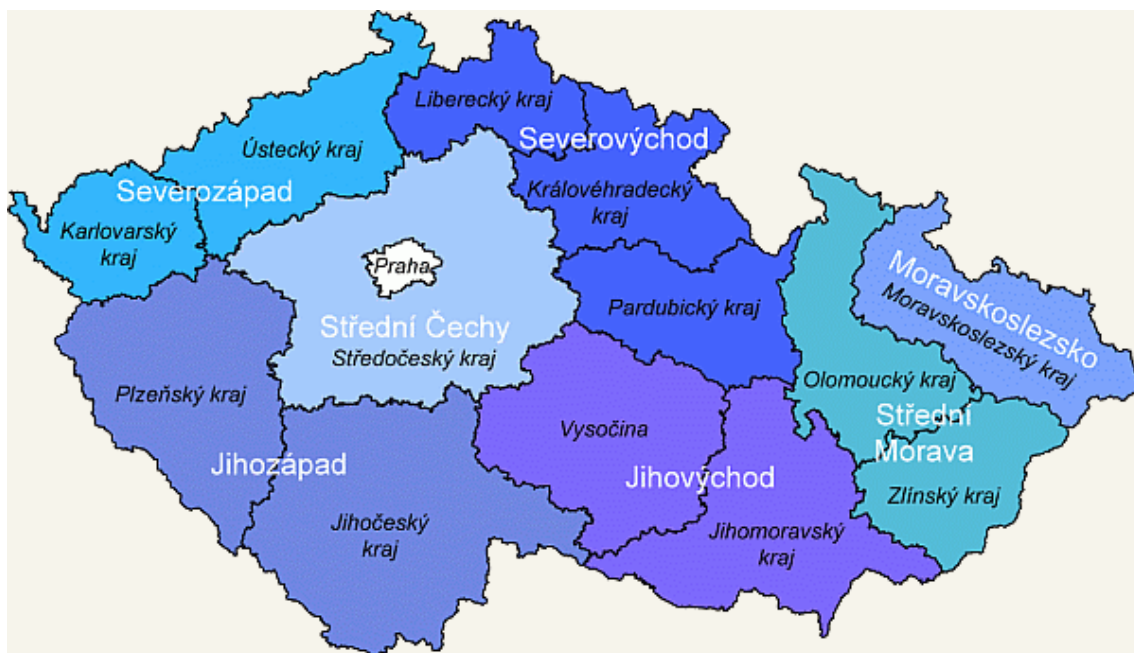 Liberecký kraj
Severovýchod
Ústecký kraj
Severozápad
Královéhradecký
kraj
Karlovarský
kraj
Praha
Moravskoslezsko
Moravskoslezský kraj
Pardubický kraj
Střední Čechy
Středočeský kraj
Plzeňský kraj
Olomoucký kraj
Střední
Morava
Vysočina
Jihozápad
Jihovýchod
Zlínský kraj
Jihočeský
kraj
Jihomoravský
kraj